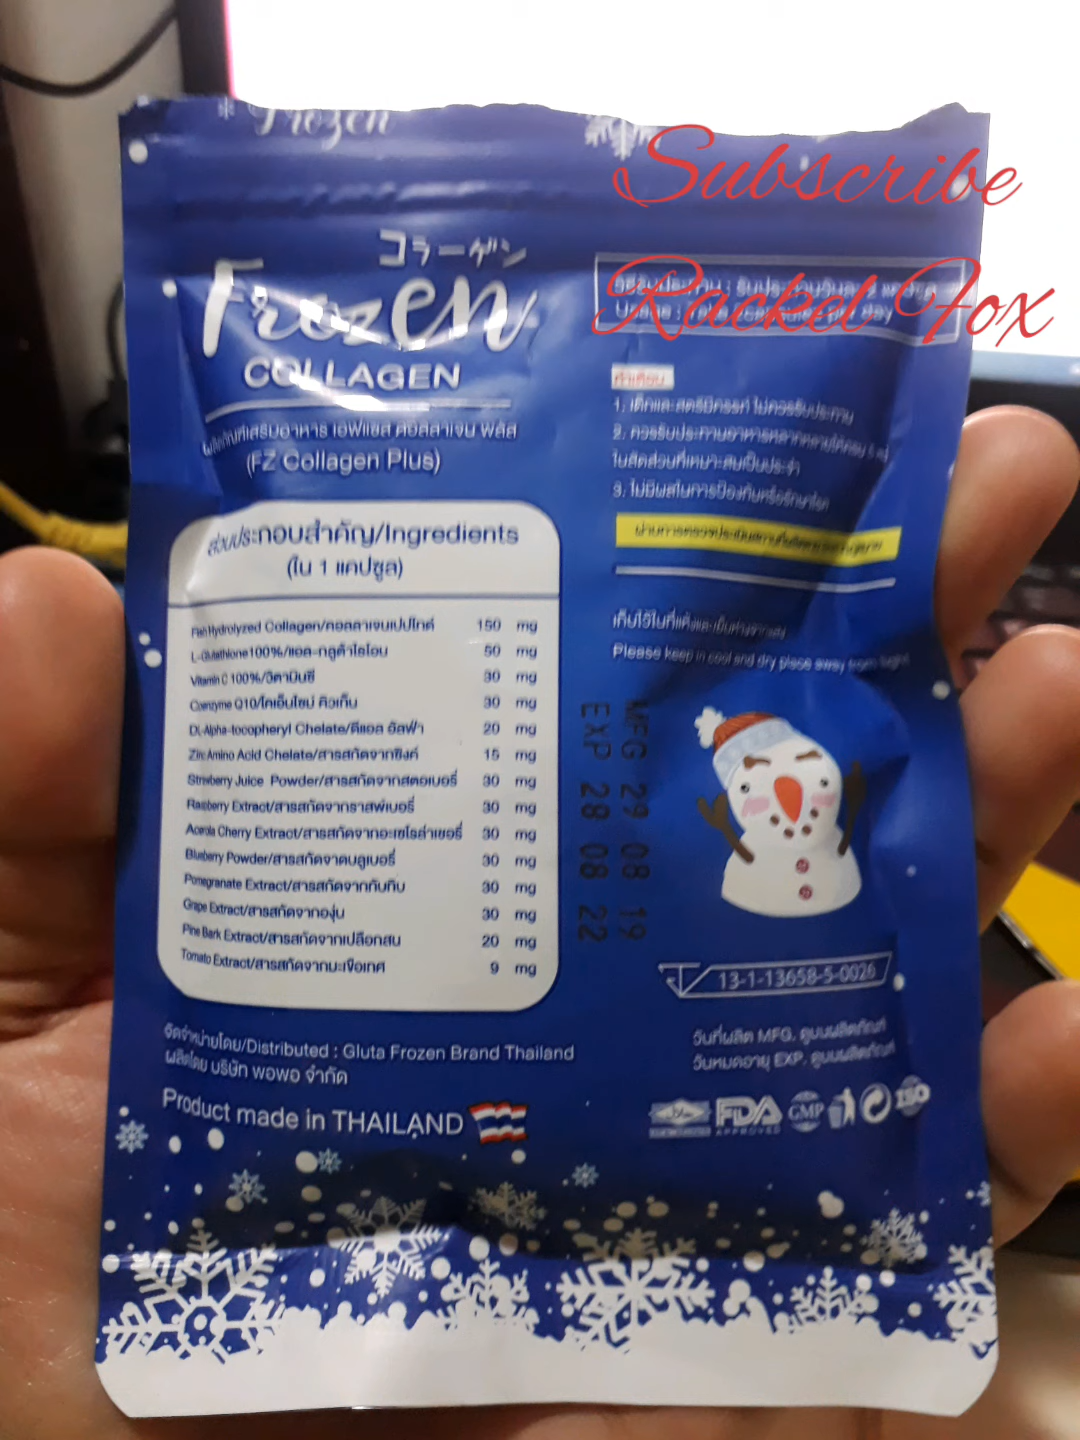 Frozen
Subscribe
Rackel Fox
コラーゲン
Frozen
COLLAGEN
ผลิตภัณฑ์เสริมอาหาร เอฟแซส คอลลาเจน พลัส
(FZ Collagen Plus)
ส่วนประกอบสำคัญ/Ingredients
(ใน 1 แคปซูล)
Fish Hydrolyzed Collagen/คอลลาเจนเปปไทด์ 150 mg
L-Glutathione 100%/แอล-กลูต้าไธโอน 50 mg
Vitamin C 100%/วิตามินซี 30 mg
Coenzyme Q10/โคเอ็นไซม์ คิวเท็น 30 mg
DL-Alpha-tocopheryl Chelate/ดีแอล อัลฟ่า 20 mg
Zinc Amino Acid Chelate/สารสกัดจากซิงค์ 15 mg
Strawberry Juice Powder/สารสกัดจากสตอเบอรี่ 30 mg
Raspberry Extract/สารสกัดจากราสพ์เบอรี่ 30 mg
Acerola Cherry Extract/สารสกัดจากอะเซโรล่าเชอรี่ 30 mg
Blueberry Powder/สารสกัดจากบลูเบอรี่ 30 mg
Pomegranate Extract/สารสกัดจากทับทิม 30 mg
Grape Extract/สารสกัดจากองุ่น 30 mg
Pine Bark Extract/สารสกัดจากเปลือกสน 20 mg
Tomato Extract/สารสกัดจากมะเขือเทศ 9 mg
จัดจำหน่ายโดย/Distributed : Gluta Frozen Brand Thailand
ผลิตโดย บริษัท พอพอ จำกัด
Product made in THAILAND
คำเตือน
1. เด็กและสตรีมีครรภ์ ไม่ควรรับประทาน
2. ควรรับประทานอาหารหลากหลายให้ครบ 5 หมู่
ในสัดส่วนที่เหมาะสมเป็นประจำ
3. ไม่มีผลในการป้องกันหรือรักษาโรค
เก็บไว้ในที่แห้งและเย็นห่างจากแสง
Please keep in cool and dry place away from light
MFG 29 08 19
EXP 28 08 22
13-1-13658-5-0026
วันที่ผลิต MFG. ดูบนผลิตภัณฑ์
วันหมดอายุ EXP. ดูบนผลิตภัณฑ์
FDA
APPROVED
GMP
ISO